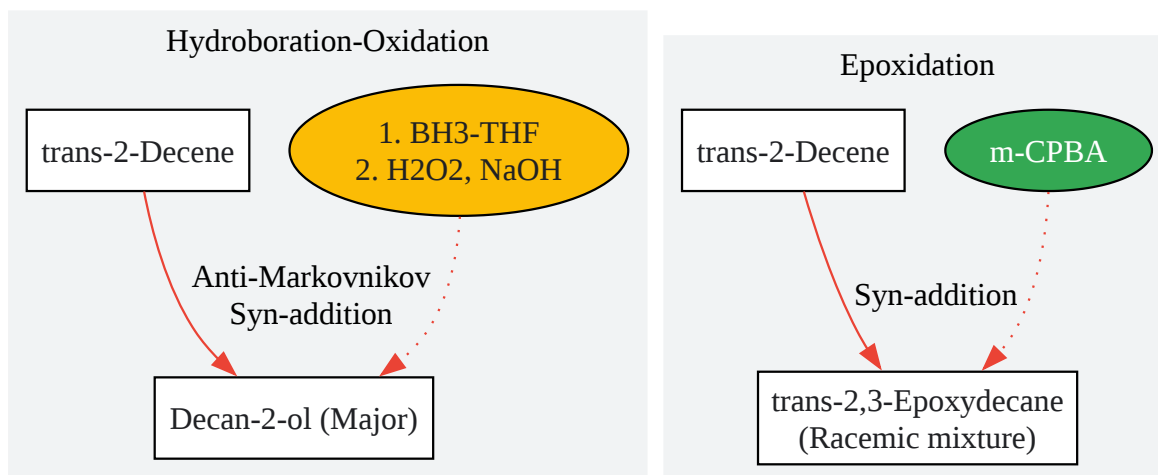 Hydroboration-Oxidation
trans-2-Decene
1. BH3-THF
2. H2O2, NaOH
Anti-Markovnikov
Syn-addition
Decan-2-ol (Major)
Epoxidation
trans-2-Decene
m-CPBA
Syn-addition
trans-2,3-Epoxydecane
(Racemic mixture)